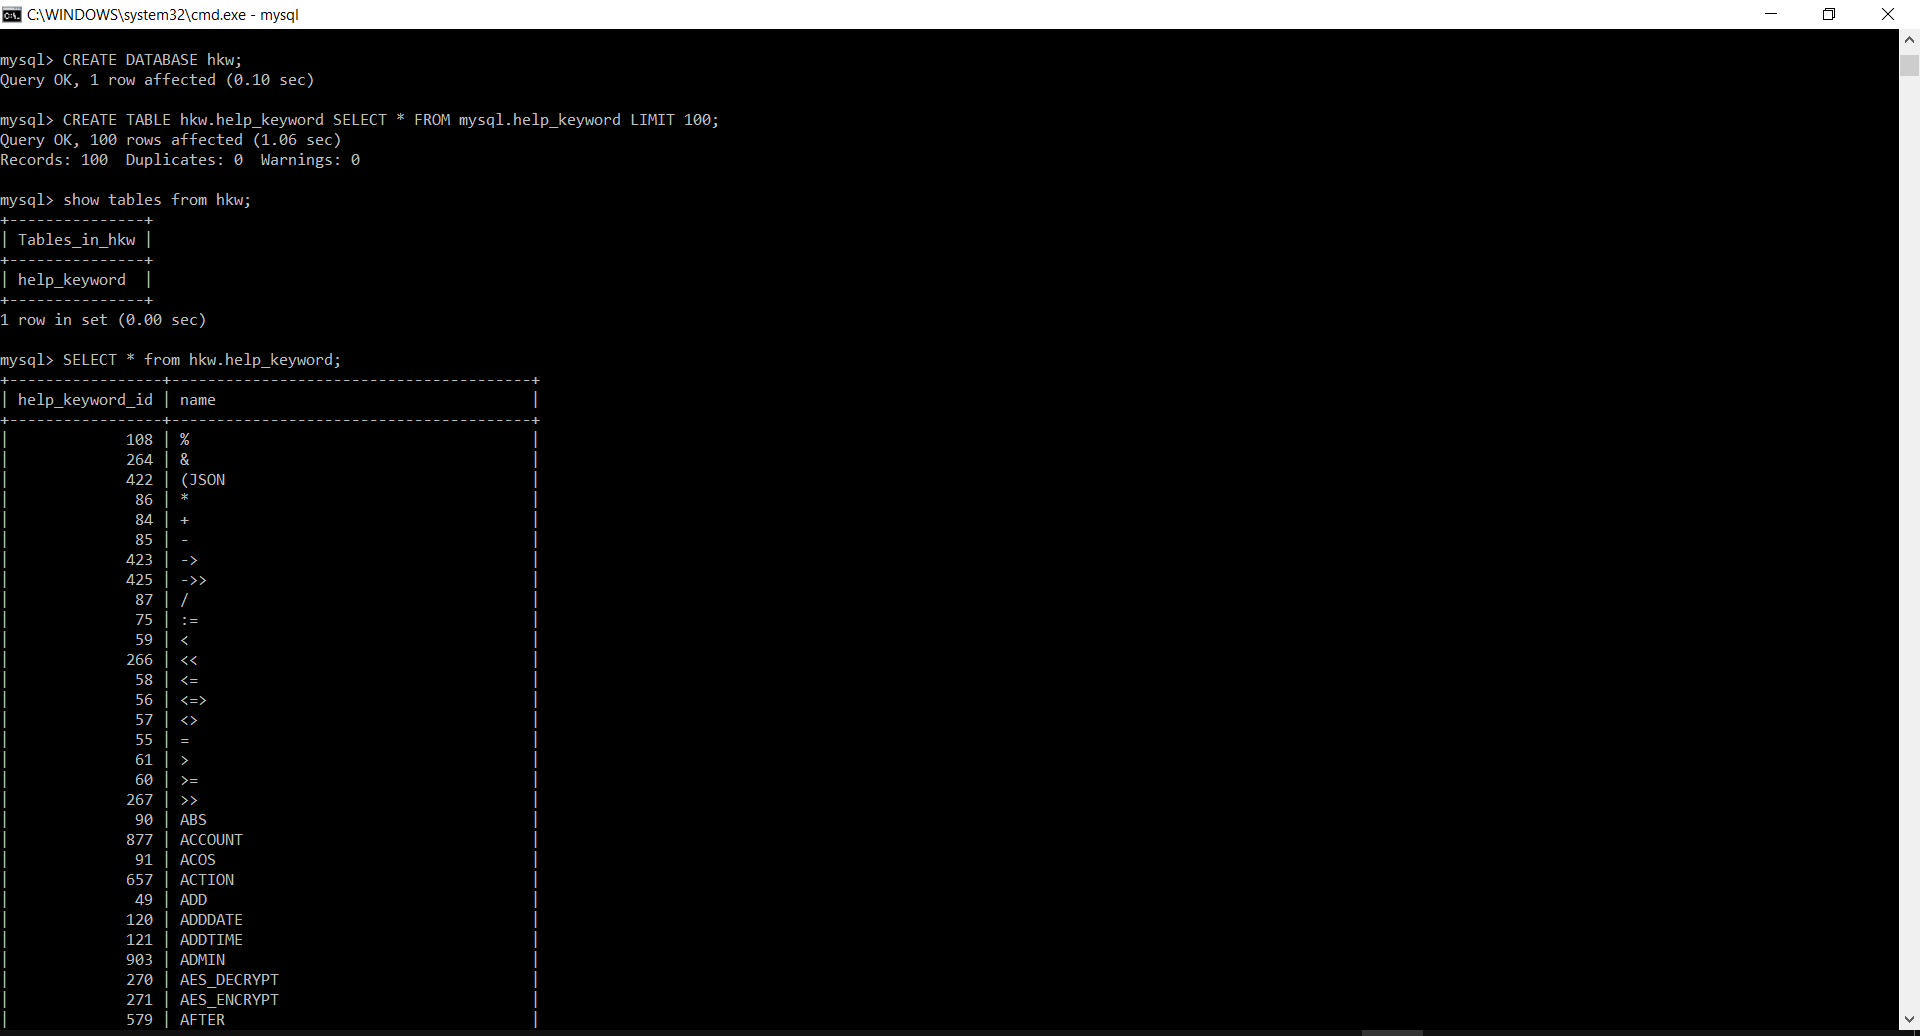 C:\WINDOWS\system32\cmd.exe - mysql
mysql> CREATE DATABASE hkw;
Query OK, 1 row affected (0.10 sec)
mysql> CREATE TABLE hkw.help_keyword SELECT * FROM mysql.help_keyword LIMIT 100;
Query OK, 100 rows affected (1.06 sec)
Records: 100  Duplicates: 0  Warnings: 0
mysql> show tables from hkw;
+---------------+
| Tables_in_hkw |
+---------------+
| help_keyword  |
+---------------+
1 row in set (0.00 sec)
mysql> SELECT * from hkw.help_keyword;
+-----------------+----------------------------------------+
| help_keyword_id | name                                   |
+-----------------+----------------------------------------+
|             108 | %                                      |
|             264 | &                                      |
|             422 | (JSON                                  |
|              86 | *                                      |
|              84 | +                                      |
|              85 | -                                      |
|             423 | ->                                     |
|             425 | ->>                                    |
|              87 | /                                      |
|              75 | :=                                     |
|              59 | <                                      |
|             266 | <<                                     |
|              58 | <=                                     |
|              56 | <=>                                    |
|              57 | <>                                     |
|              55 | =                                      |
|              61 | >                                      |
|              60 | >=                                     |
|             267 | >>                                     |
|              90 | ABS                                    |
|             877 | ACCOUNT                                |
|              91 | ACOS                                   |
|             657 | ACTION                                 |
|              49 | ADD                                    |
|             120 | ADDDATE                                |
|             121 | ADDTIME                                |
|             903 | ADMIN                                  |
|             270 | AES_DECRYPT                            |
|             271 | AES_ENCRYPT                            |
|             579 | AFTER                                  |